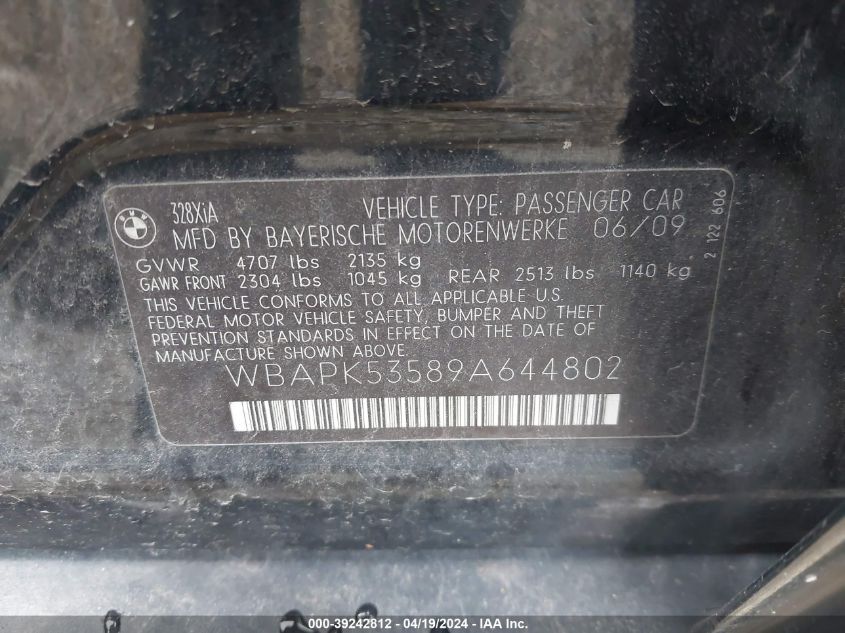 BMW
328XiA
VEHICLE TYPE: PASSENGER CAR
MFD BY BAYERISCHE MOTORENWERKE 06/09
GVWR 4707 lbs 2135 kg
GAWR FRONT 2304 lbs 1045 kg REAR 2513 lbs 1140 kg
THIS VEHICLE CONFORMS TO ALL APPLICABLE U.S.
FEDERAL MOTOR VEHICLE SAFETY, BUMPER AND THEFT
PREVENTION STANDARDS IN EFFECT ON THE DATE OF
MANUFACTURE SHOWN ABOVE.
WBAPK53589A644802
2 122 606
000-39242812 - 04/19/2024 - IAA Inc.